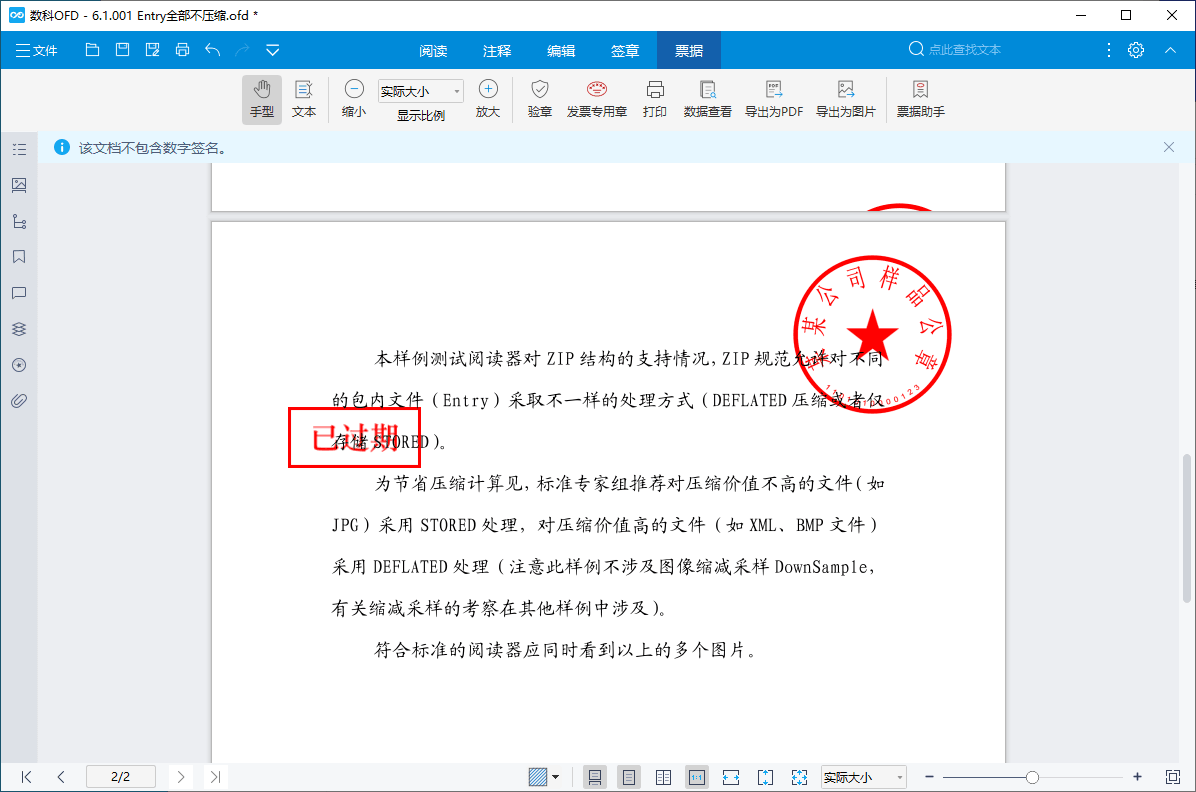 数科OFD - 6.1.001 Entry全部不压缩.ofd *
文件
阅读 注释 编辑 签章 票据
点此查找文本
手型 文本 缩小 实际大小 显示比例 放大 验章 发票专用章 打印 数据查看 导出为PDF 导出为图片 票据助手
该文档不包含数字签名。
某公司样品公章
本样例测试阅读器对 ZIP 结构的支持情况,ZIP 规范允许对不同
的包内文件（Entry）采取不一样的处理方式（DEFLATED 压缩或者仅
存储 STORED）。
已过期
为节省压缩计算见,标准专家组推荐对压缩价值不高的文件（如
JPG）采用 STORED 处理，对压缩价值高的文件（如 XML、BMP 文件）
采用 DEFLATED 处理（注意此样例不涉及图像缩减采样 DownSample,
有关缩减采样的考察在其他样例中涉及）。
符合标准的阅读器应同时看到以上的多个图片。
2/2
1:1
实际大小